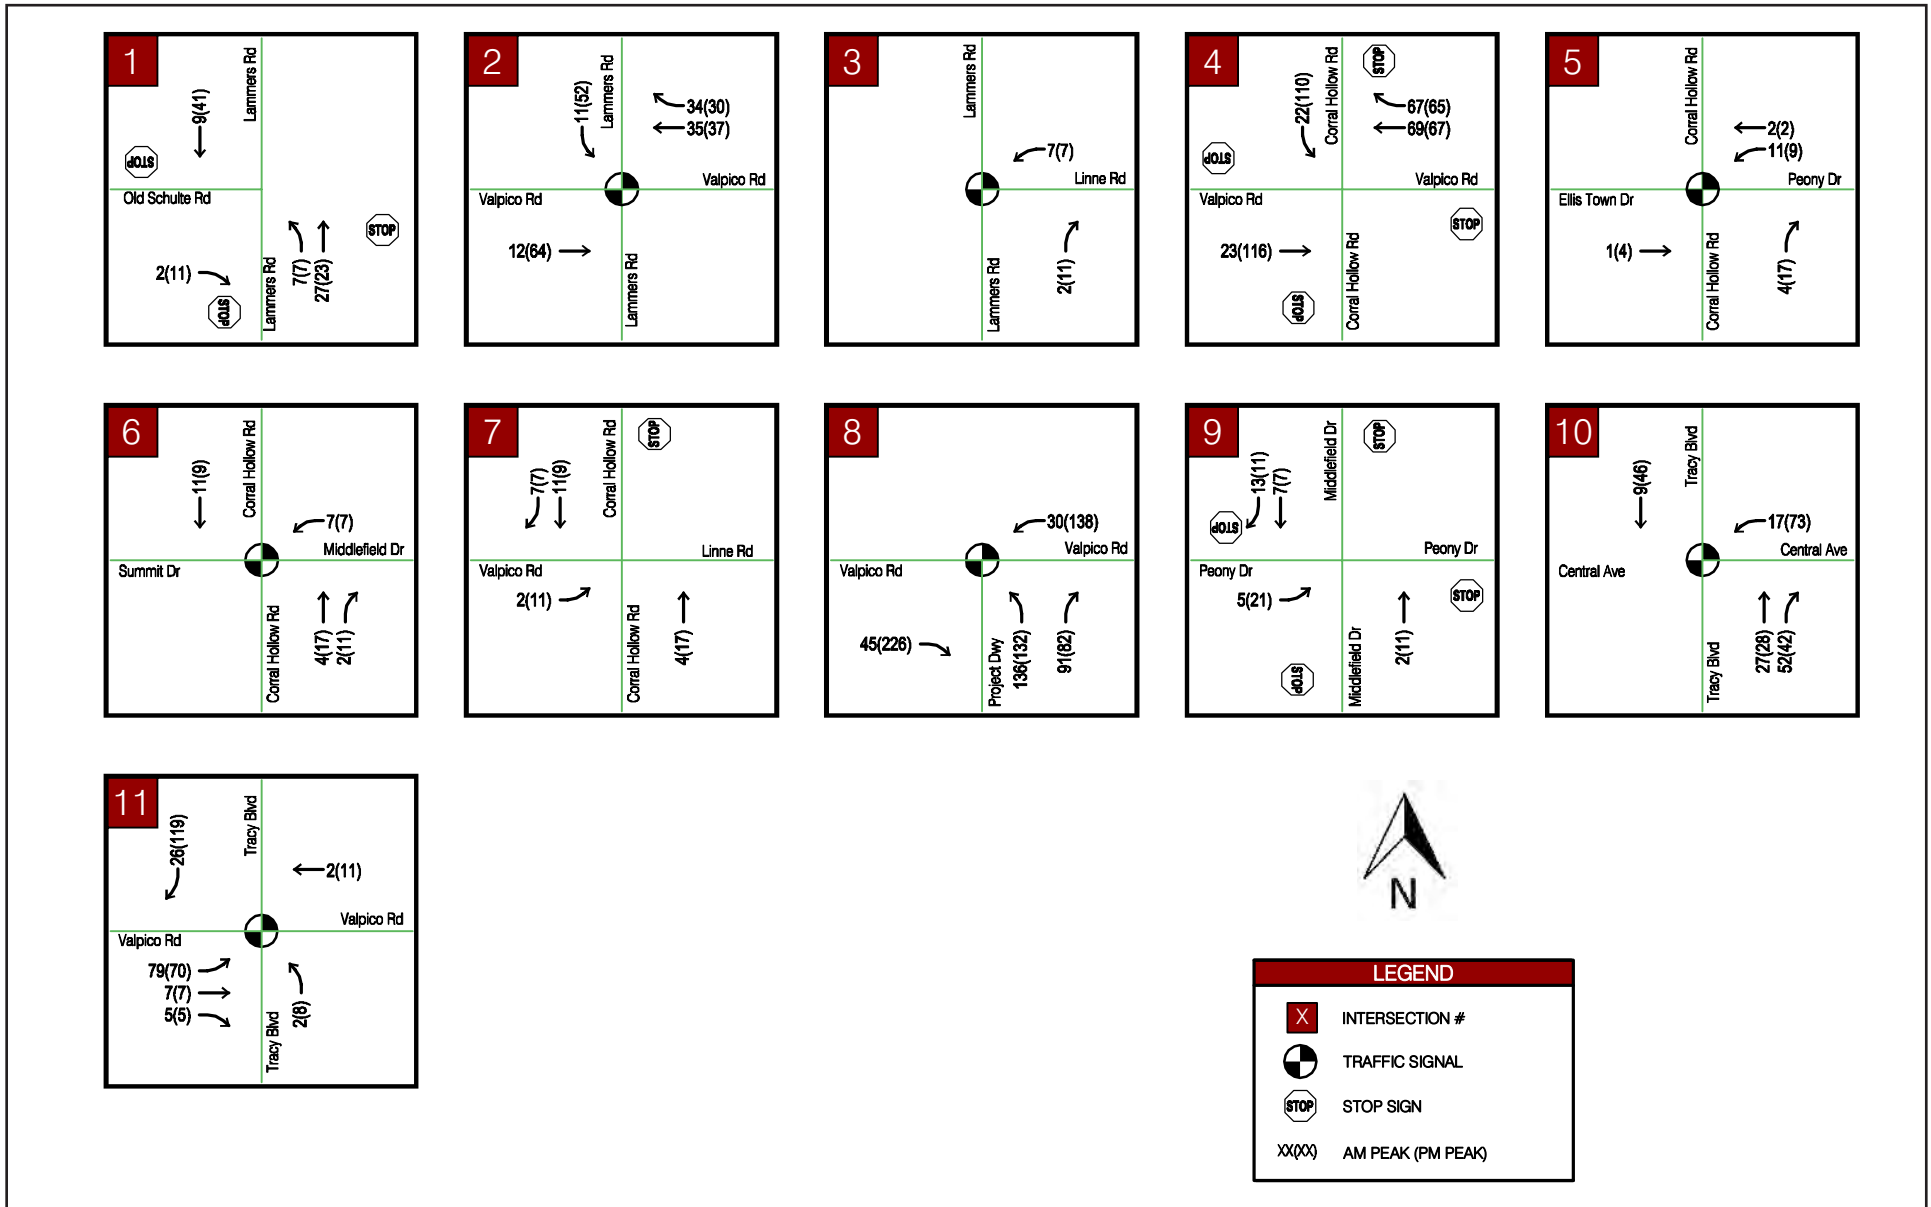 1
Lammers Rd
9(41)
STOP
Old Schulte Rd
STOP
2(11)
STOP
Lammers Rd
7(7)
27(23)
2
11(52)
Lammers Rd
34(30)
35(37)
Valpico Rd
Valpico Rd
12(64)
Lammers Rd
3
Lammers Rd
7(7)
Linne Rd
2(11)
Lammers Rd
4
STOP
22(110)
Corral Hollow Rd
67(65)
69(67)
STOP
Valpico Rd
Valpico Rd
STOP
23(116)
STOP
Corral Hollow Rd
5
Corral Hollow Rd
2(2)
11(9)
Peony Dr
Ellis Town Dr
1(4)
Corral Hollow Rd
4(17)
6
11(9)
Corral Hollow Rd
7(7)
Middlefield Dr
Summit Dr
Corral Hollow Rd
4(17)
2(11)
7
7(7)
11(9)
Corral Hollow Rd
STOP
Linne Rd
Valpico Rd
2(11)
Corral Hollow Rd
4(17)
8
30(138)
Valpico Rd
Valpico Rd
45(226)
Project Dwy
136(132)
91(82)
9
13(11)
7(7)
Middlefield Dr
STOP
STOP
Peony Dr
Peony Dr
5(21)
STOP
STOP
Middlefield Dr
2(11)
10
9(46)
Tracy Blvd
17(73)
Central Ave
Central Ave
Tracy Blvd
27(28)
52(42)
11
26(119)
Tracy Blvd
2(11)
Valpico Rd
Valpico Rd
79(70)
7(7)
5(5)
Tracy Blvd
2(8)
N
LEGEND
X INTERSECTION #
TRAFFIC SIGNAL
STOP STOP SIGN
XX(XX) AM PEAK (PM PEAK)